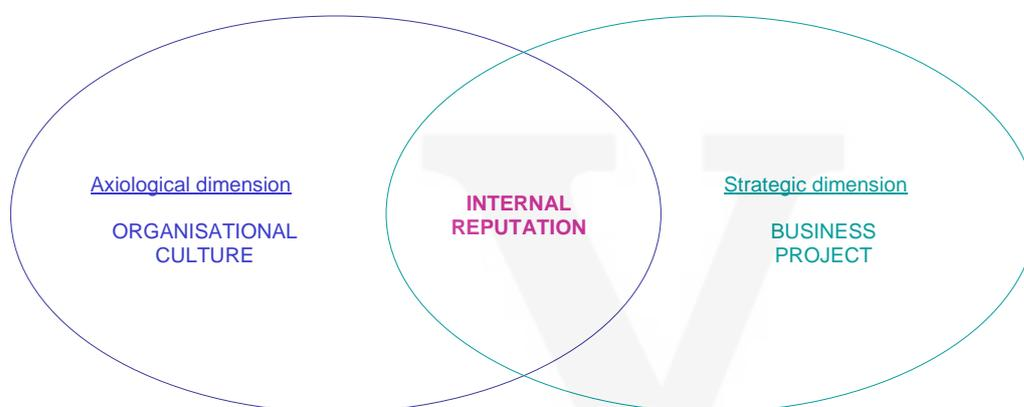 Axiological dimension
ORGANISATIONAL
CULTURE
INTERNAL
REPUTATION
Strategic dimension
BUSINESS
PROJECT